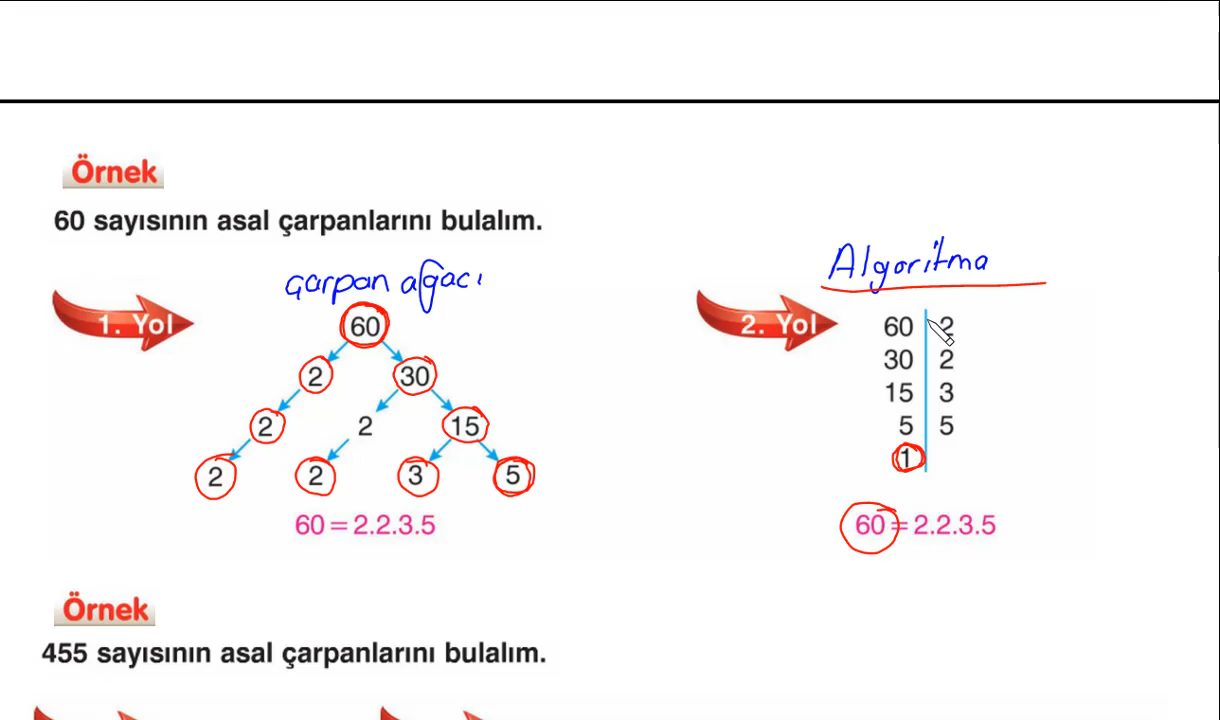 Örnek
60 sayısının asal çarpanlarını bulalım.
çarpan ağacı
1. Yol
60
2 30
2 2 15
2 2 3 5
60 = 2.2.3.5
Algoritma
2. Yol
60 2
30 2
15 3
5 5
1
60 = 2.2.3.5
Örnek
455 sayısının asal çarpanlarını bulalım.